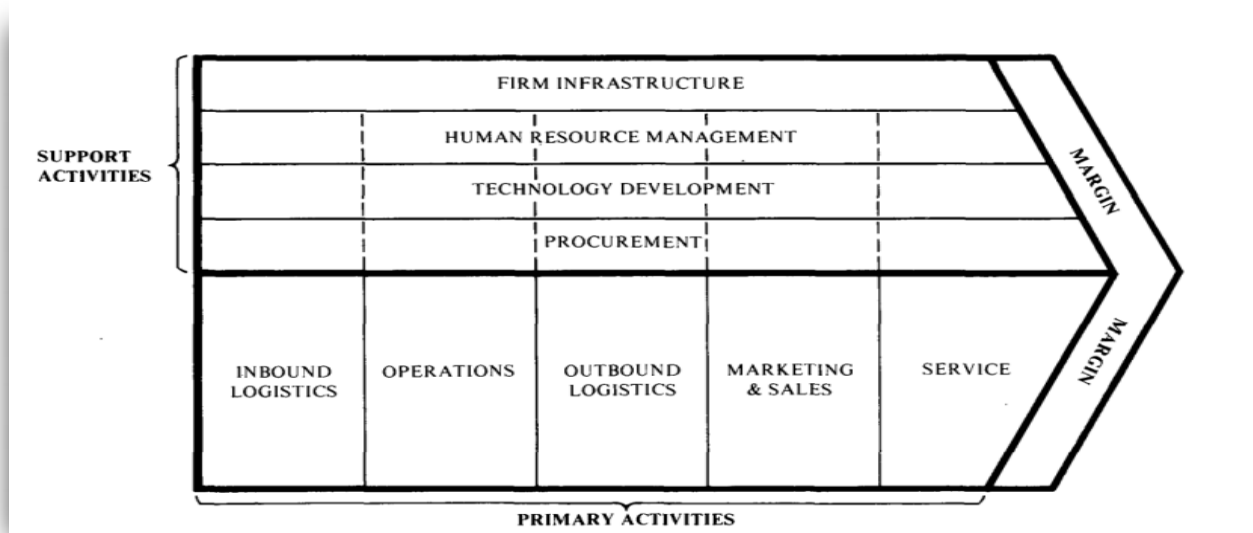 FIRM INFRASTRUCTURE
HUMAN RESOURCE MANAGEMENT
SUPPORT
ACTIVITIES
TECHNOLOGY DEVELOPMENT
PROCUREMENT
MARGIN
INBOUND
LOGISTICS
OPERATIONS
OUTBOUND
LOGISTICS
MARKETING
& SALES
SERVICE
MARGIN
PRIMARY ACTIVITIES